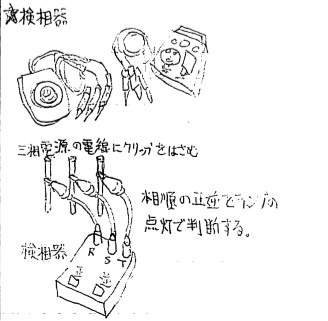 ☆検相器
三相電源の電線にクリップをはさむ
相順の正逆をランプの
点灯で判断する。
検相器
R S T
正 逆